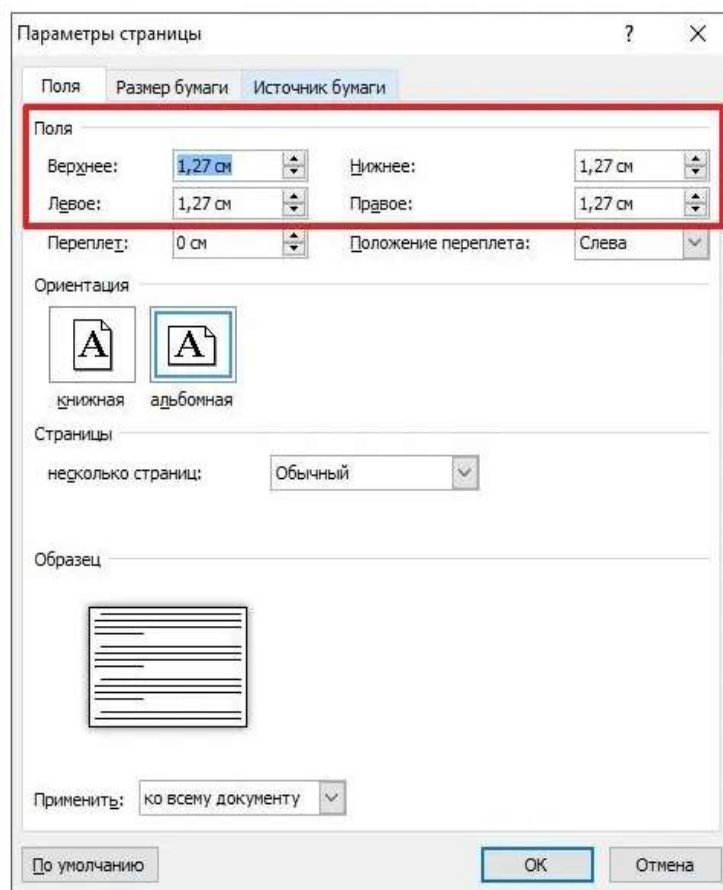 Параметры страницы ? ✕
Поля Размер бумаги Источник бумаги
Поля
Верхнее: 1,27 см Нижнее: 1,27 см
Левое: 1,27 см Правое: 1,27 см
Переплет: 0 см Положение переплета: Слева
Ориентация
A A
книжная альбомная
Страницы
несколько страниц: Обычный
Образец
Применить: ко всему документу
По умолчанию ОК Отмена